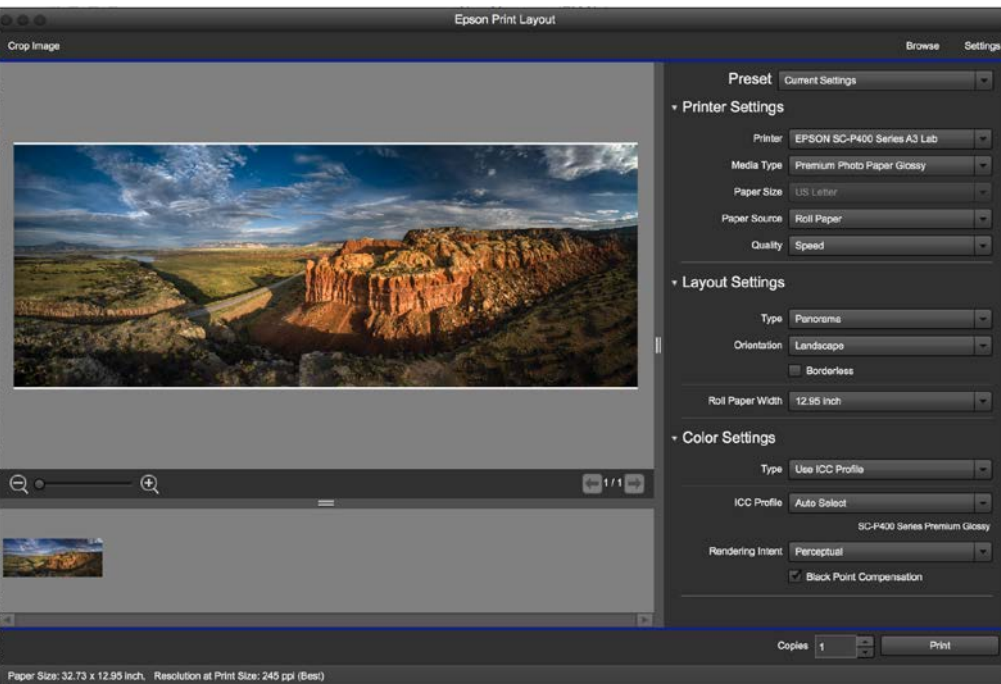 Epson Print Layout
Crop Image Browse Settings
Preset Current Settings
Printer Settings
Printer EPSON SC-P400 Series A3 Lab
Media Type Premium Photo Paper Glossy
Paper Size US Letter
Paper Source Roll Paper
Quality Speed
Layout Settings
Type Panorama
Orientation Landscape
Borderless
Roll Paper Width 12.95 inch
Color Settings
Type Use ICC Profile
1/1
ICC Profile Auto Select
SC-P400 Series Premium Glossy
Rendering Intent Perceptual
Black Point Compensation
Copies 1 Print
Paper Size: 32.73 x 12.95 inch, Resolution at Print Size: 245 ppi (Best)